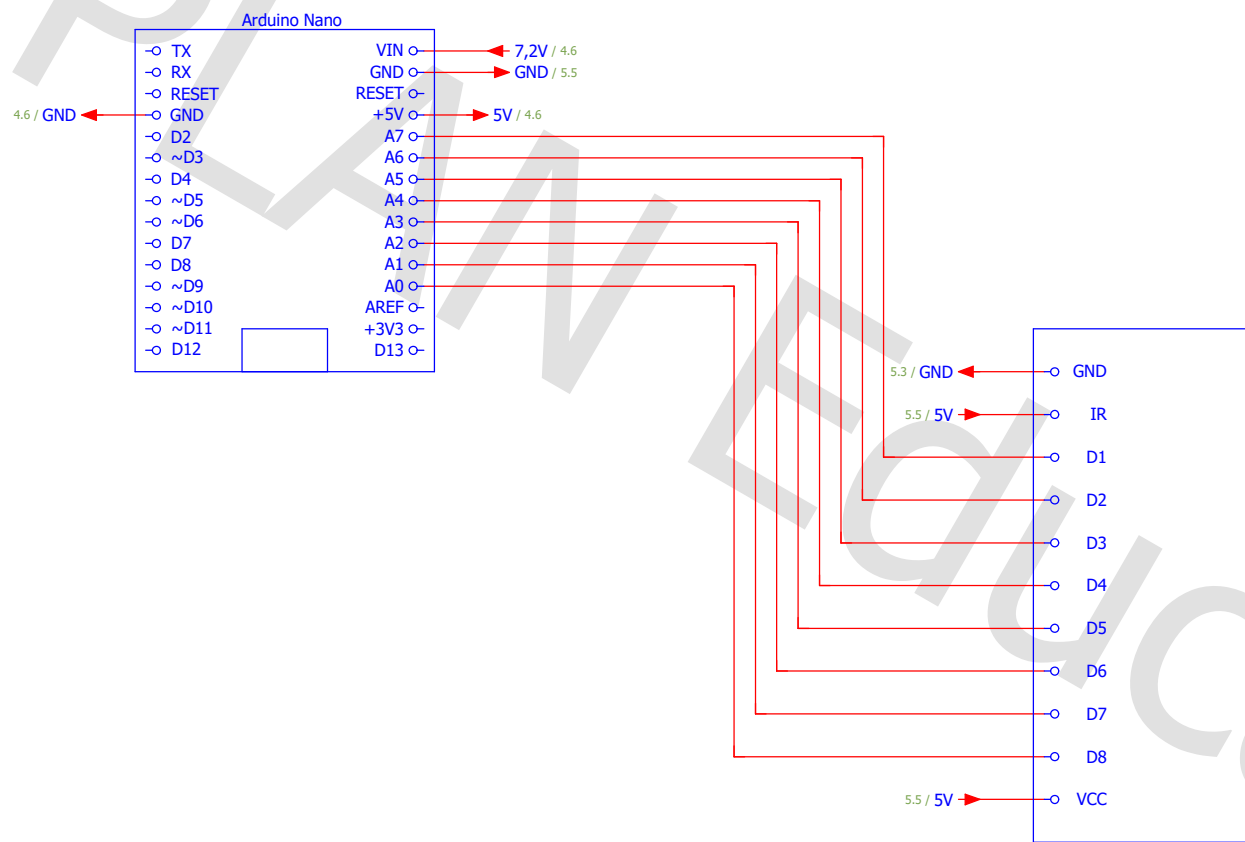 Arduino Nano
TX
RX
RESET
4.6 / GND
GND
D2
~D3
D4
~D5
~D6
D7
D8
~D9
~D10
~D11
D12
VIN
7,2V / 4.6
GND
GND / 5.5
RESET
+5V
5V / 4.6
A7
A6
A5
A4
A3
A2
A1
A0
AREF
+3V3
D13
5.3 / GND
GND
5.5 / 5V
IR
D1
D2
D3
D4
D5
D6
D7
D8
5.5 / 5V
VCC
PLAN Educa